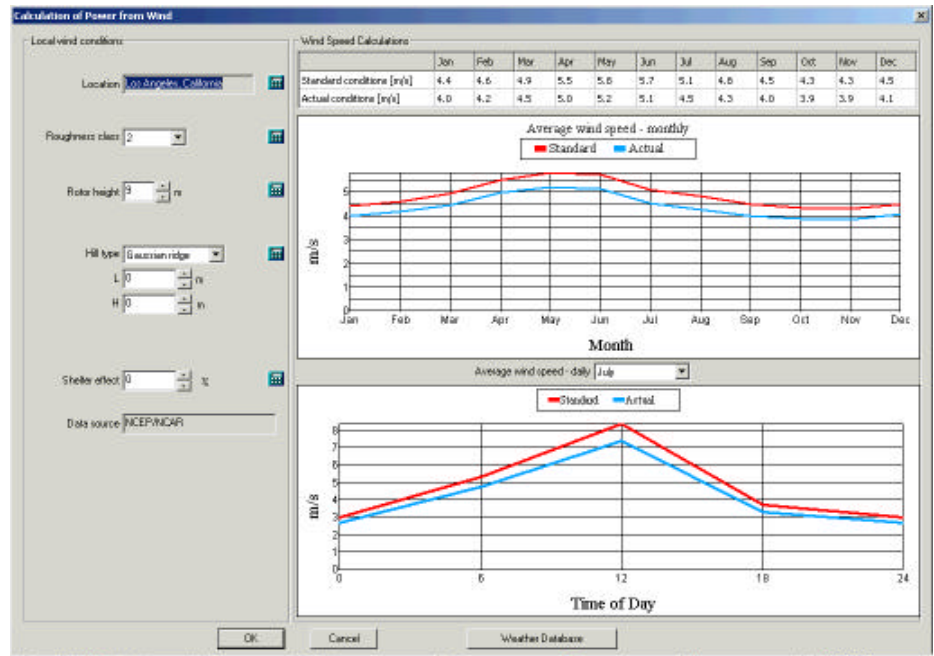 Calculation of Power from Wind
Local wind conditions
Location Los Angeles, California
Roughness class 2
Rotor height 9 m
Hill type Gaussian ridge
L 0 m
H 0 m
Shelter effect 0 %
Data source NCEP/NCAR
Wind Speed Calculations
Jan Feb Mar Apr May Jun Jul Aug Sep Oct Nov Dec
Standard conditions [m/s] 4.4 4.6 4.9 5.5 5.8 5.7 5.1 4.8 4.5 4.3 4.3 4.5
Actual conditions [m/s] 4.0 4.2 4.5 5.0 5.2 5.1 4.5 4.3 4.0 3.9 3.9 4.1
Average wind speed - monthly
Standard Actual
m/s
5
4
3
2
1
0
Jan Feb Mar Apr May Jun Jul Aug Sep Oct Nov Dec
Month
Average wind speed - daily July
Standard Actual
m/s
8
7
6
5
4
3
2
1
0
0 6 12 18 24
Time of Day
OK Cancel Weather Database